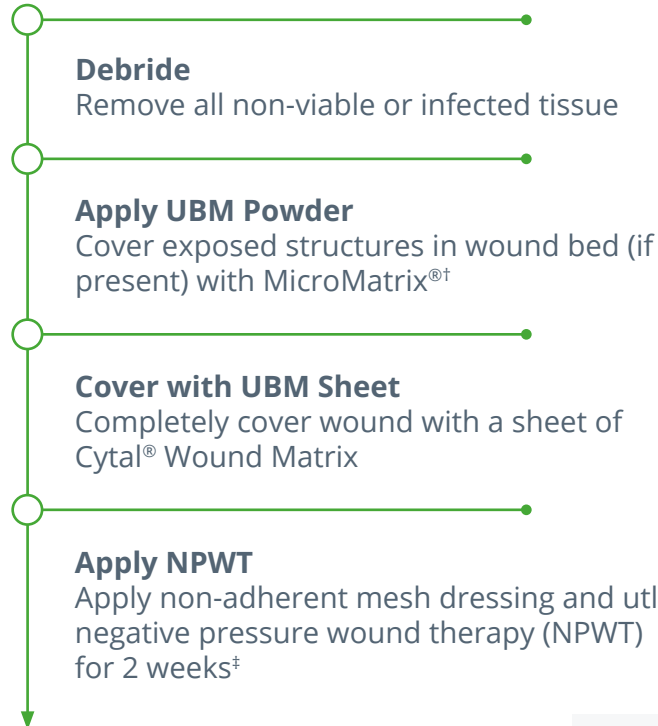 Debride
Remove all non-viable or infected tissue
Apply UBM Powder
Cover exposed structures in wound bed (if
present) with MicroMatrix®†
Cover with UBM Sheet
Completely cover wound with a sheet of
Cytal® Wound Matrix
Apply NPWT
Apply non-adherent mesh dressing and utl
negative pressure wound therapy (NPWT)
for 2 weeks‡